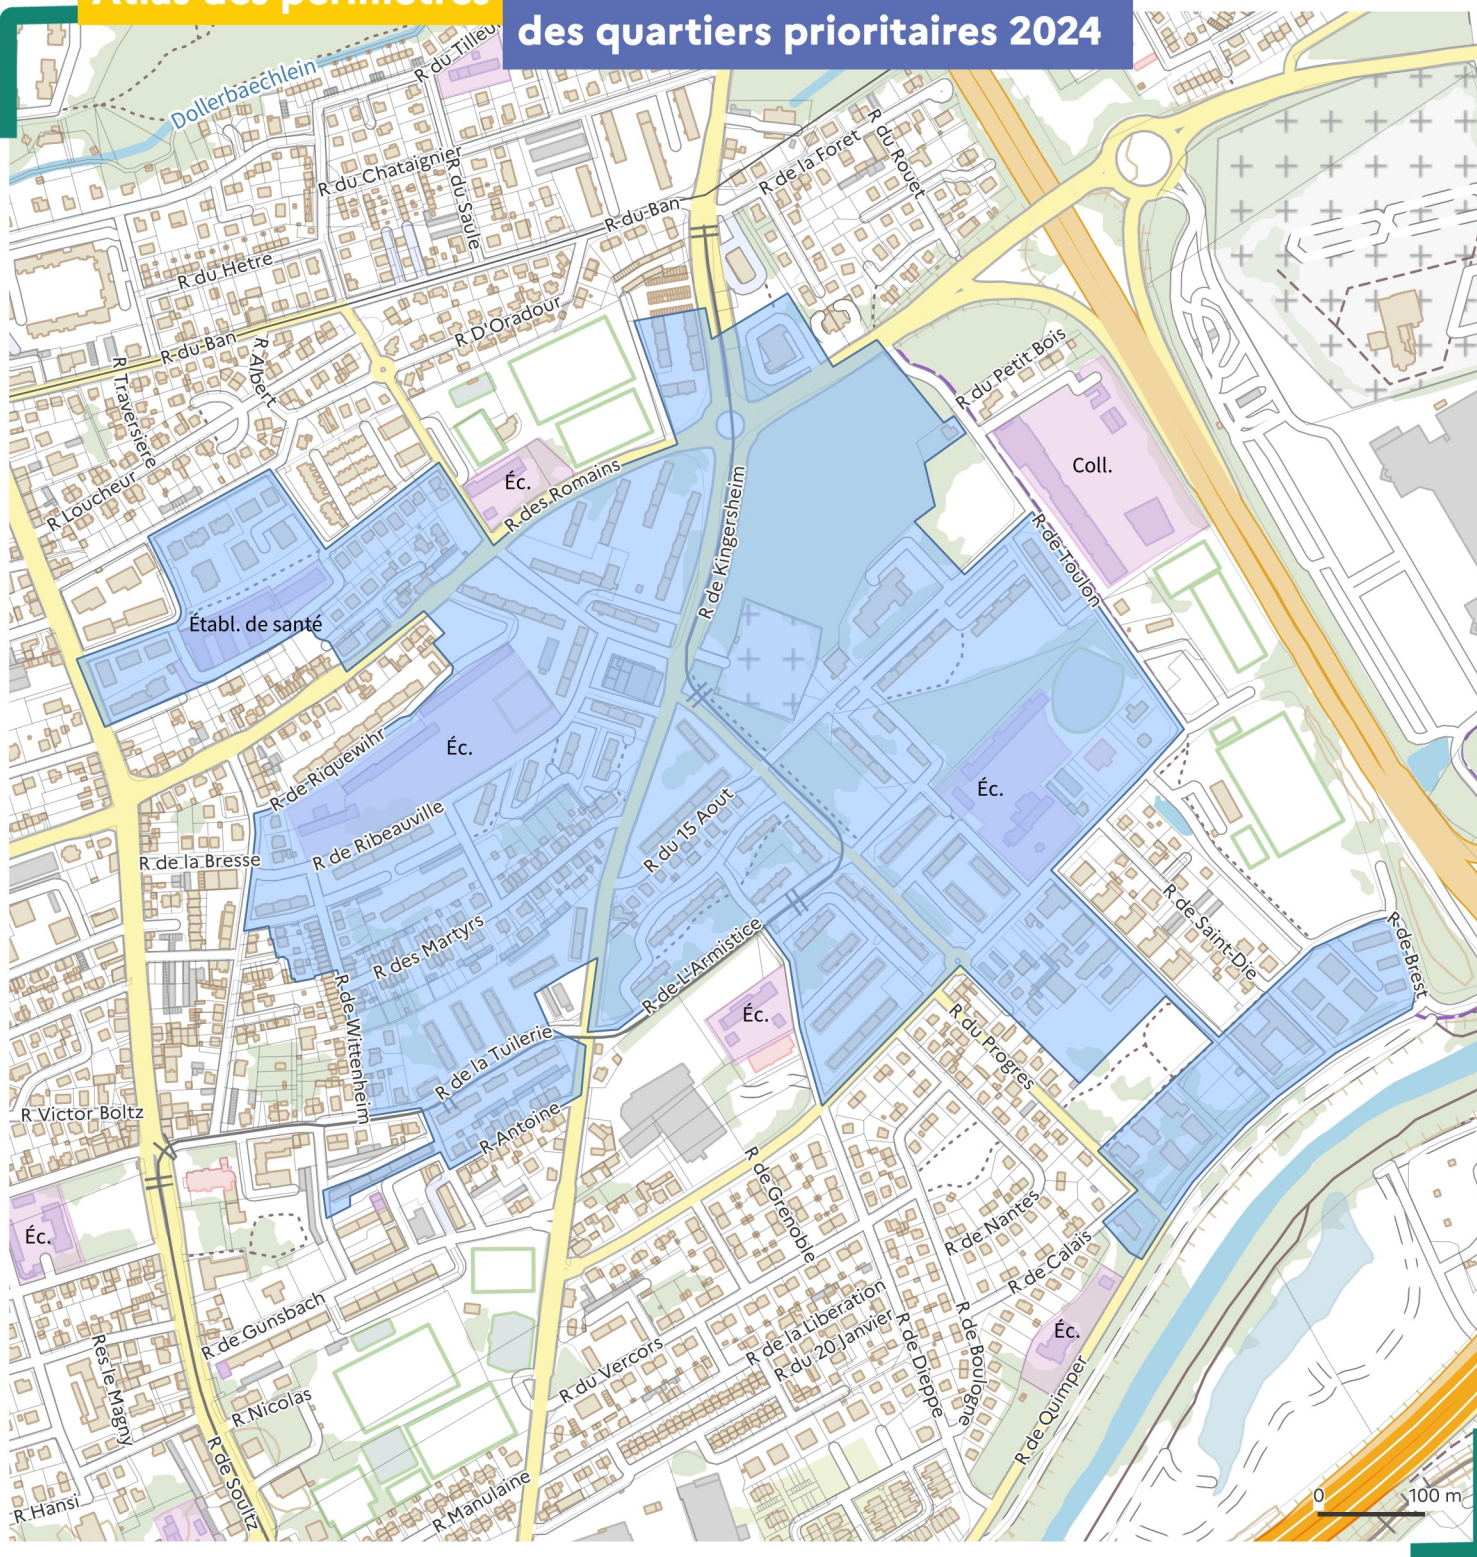 Atlas des périmètres
des quartiers prioritaires 2024
R du Tilleul
Dollerbaechlein
R du Chataignier
R du Saule
R de la Foret
R du Rouet
R du Ban
R du Hetre
R D'Oradour
R du Ban
R Albert
R Traversiere
R du Petit Bois
R Loucheur
Éc.
R des Romains
Coll.
R de Kingersheim
R de Toulon
Établ. de santé
R de Riquewihr
Éc.
Éc.
R de Ribeauville
R du 15 Aout
R de la Bresse
R des Martyrs
R de L'Armistice
R de Saint-Die
R de Brest
R de Wittenheim
Éc.
R de la Tuilerie
R du Progres
R Victor Boltz
R Antoine
R de Grenoble
Éc.
R de Nantes
R de Calais
R de Gunsbach
R de la Liberation
R du 20 Janvier
R de Dieppe
R de Boulogne
Éc.
Res le Magny
R du Vercors
R de Quimper
R Nicolas
R de Soultz
R Hansi
R Manulaine
0 100 m